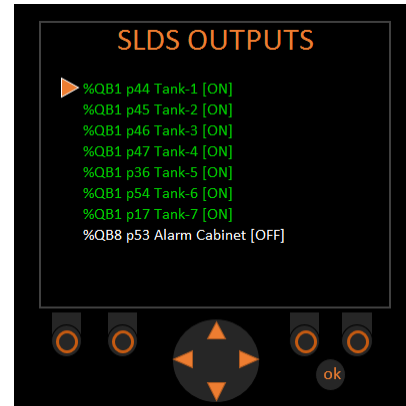 SLDS OUTPUTS
%QB1 p44 Tank-1 [ON]
%QB1 p45 Tank-2 [ON]
%QB1 p46 Tank-3 [ON]
%QB1 p47 Tank-4 [ON]
%QB1 p36 Tank-5 [ON]
%QB1 p54 Tank-6 [ON]
%QB1 p17 Tank-7 [ON]
%QB8 p53 Alarm Cabinet [OFF]
ok